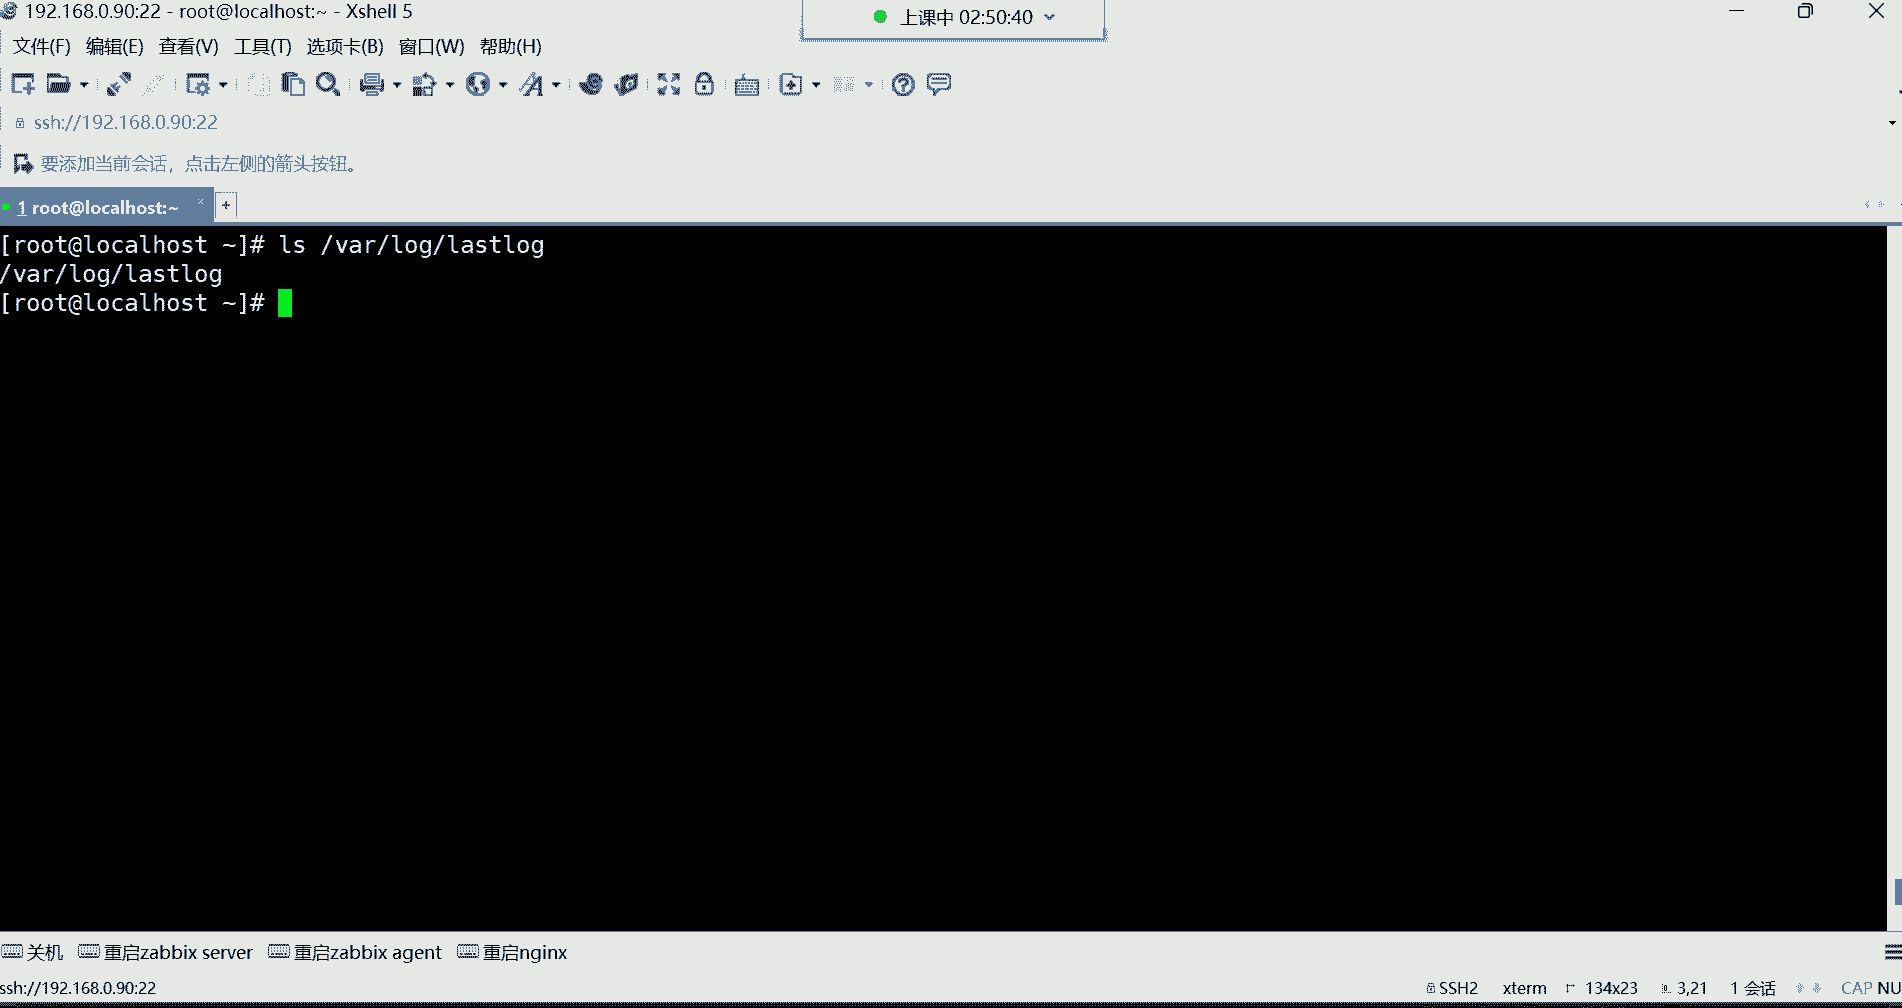 192.168.0.90:22 - root@localhost:~ - Xshell 5
上课中 02:50:40
文件(F) 编辑(E) 查看(V) 工具(T) 选项卡(B) 窗口(W) 帮助(H)
ssh://192.168.0.90:22
要添加当前会话，点击左侧的箭头按钮。
1 root@localhost:~ × +
[root@localhost ~]# ls /var/log/lastlog
/var/log/lastlog
[root@localhost ~]#
关机 重启zabbix server 重启zabbix agent 重启nginx
ssh://192.168.0.90:22 SSH2 xterm 134x23 3,21 1 会话 CAP NU